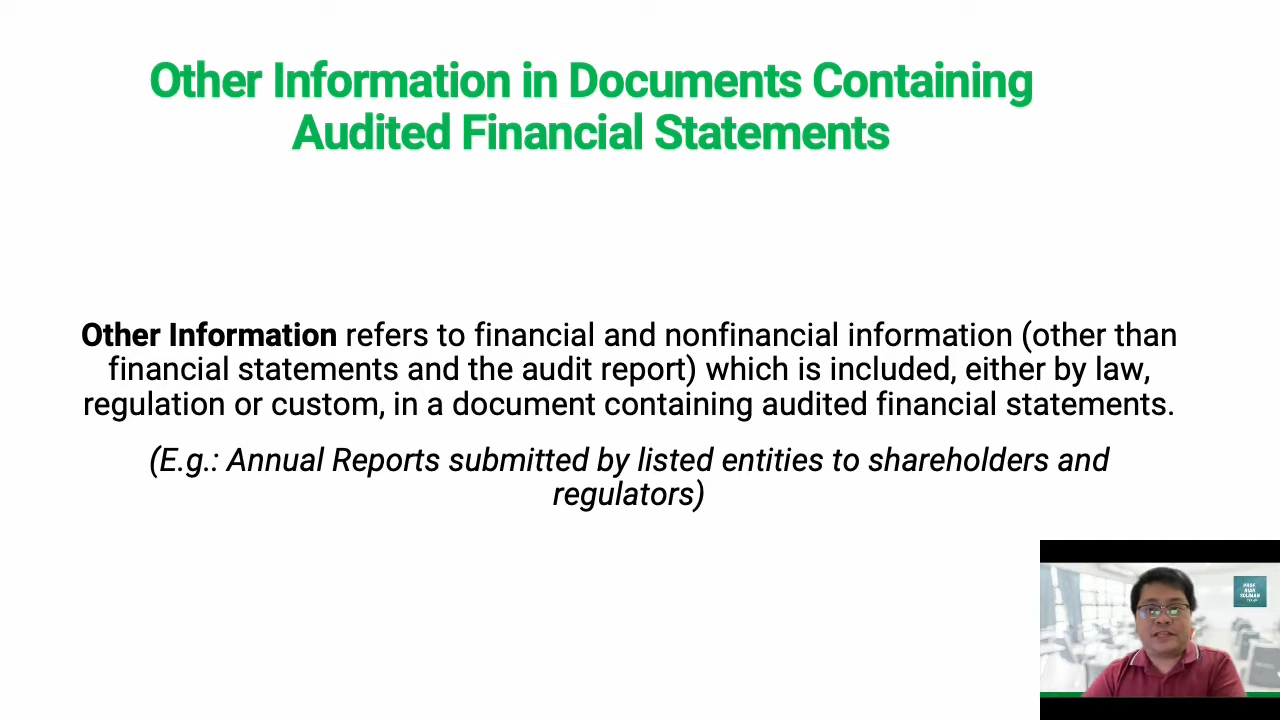 Other Information in Documents Containing
Audited Financial Statements
Other Information refers to financial and nonfinancial information (other than
financial statements and the audit report) which is included, either by law,
regulation or custom, in a document containing audited financial statements.
(E.g.: Annual Reports submitted by listed entities to shareholders and
regulators)
PROF.
SOLIMAN